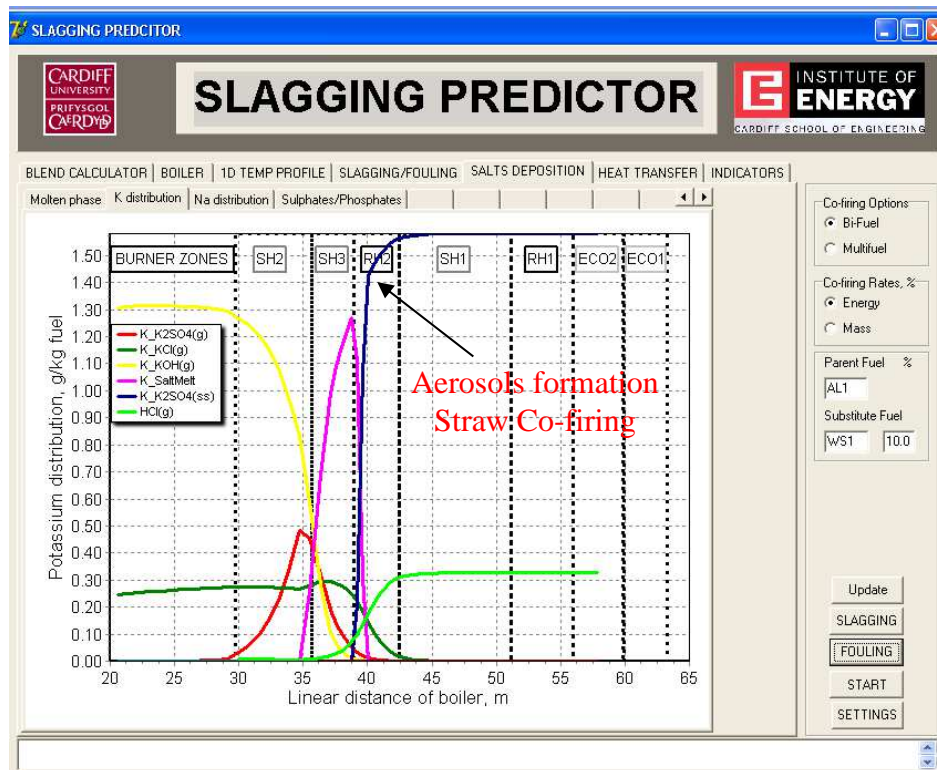 SLAGGING PREDCITOR
CARDIFF
UNIVERSITY
PRIFYSGOL
CAERDYD
SLAGGING PREDICTOR
INSTITUTE OF
ENERGY
CARDIFF SCHOOL OF ENGINEERING
BLEND CALCULATOR BOILER 1D TEMP PROFILE SLAGGING/FOULING SALTS DEPOSITION HEAT TRANSFER INDICATORS
Molten phase K distribution Na distribution Sulphates/Phosphates
Potassium distribution, g/kg fuel
1.50
1.40
1.30
1.20
1.10
1.00
0.90
0.80
0.70
0.60
0.50
0.40
0.30
0.20
0.10
0.00
BURNER ZONES SH2 SH3 RH2 SH1 RH1 ECO2 ECO1
K_K2SO4(g)
K_KCl(g)
K_KOH(g)
K_SaltMelt
K_K2SO4(ss)
HCl(g)
Aerosols formation
Straw Co-firing
20 25 30 35 40 45 50 55 60 65
Linear distance of boiler, m
Co-firing Options
Bi-Fuel
Multifuel
Co-firing Rates, %
Energy
Mass
Parent Fuel %
AL1
Substitute Fuel
WS1 10.0
Update
SLAGGING
FOULING
START
SETTINGS